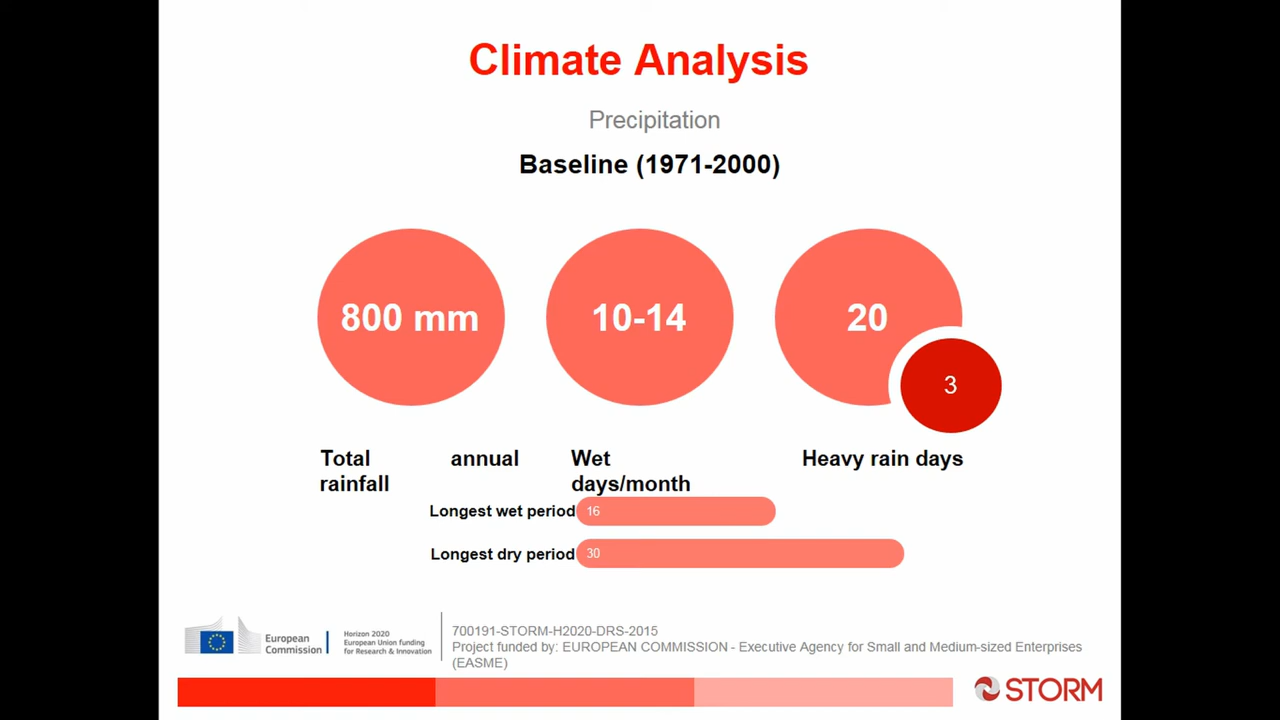 Climate Analysis
Precipitation
Baseline (1971-2000)
800 mm
10-14
20
3
Total annual
rainfall
Wet
days/month
Heavy rain days
Longest wet period
16
Longest dry period
30
European
Commission
Horizon 2020
European Union funding
for Research & Innovation
700191-STORM-H2020-DRS-2015
Project funded by: EUROPEAN COMMISSION - Executive Agency for Small and Medium-sized Enterprises
(EASME)
STORM